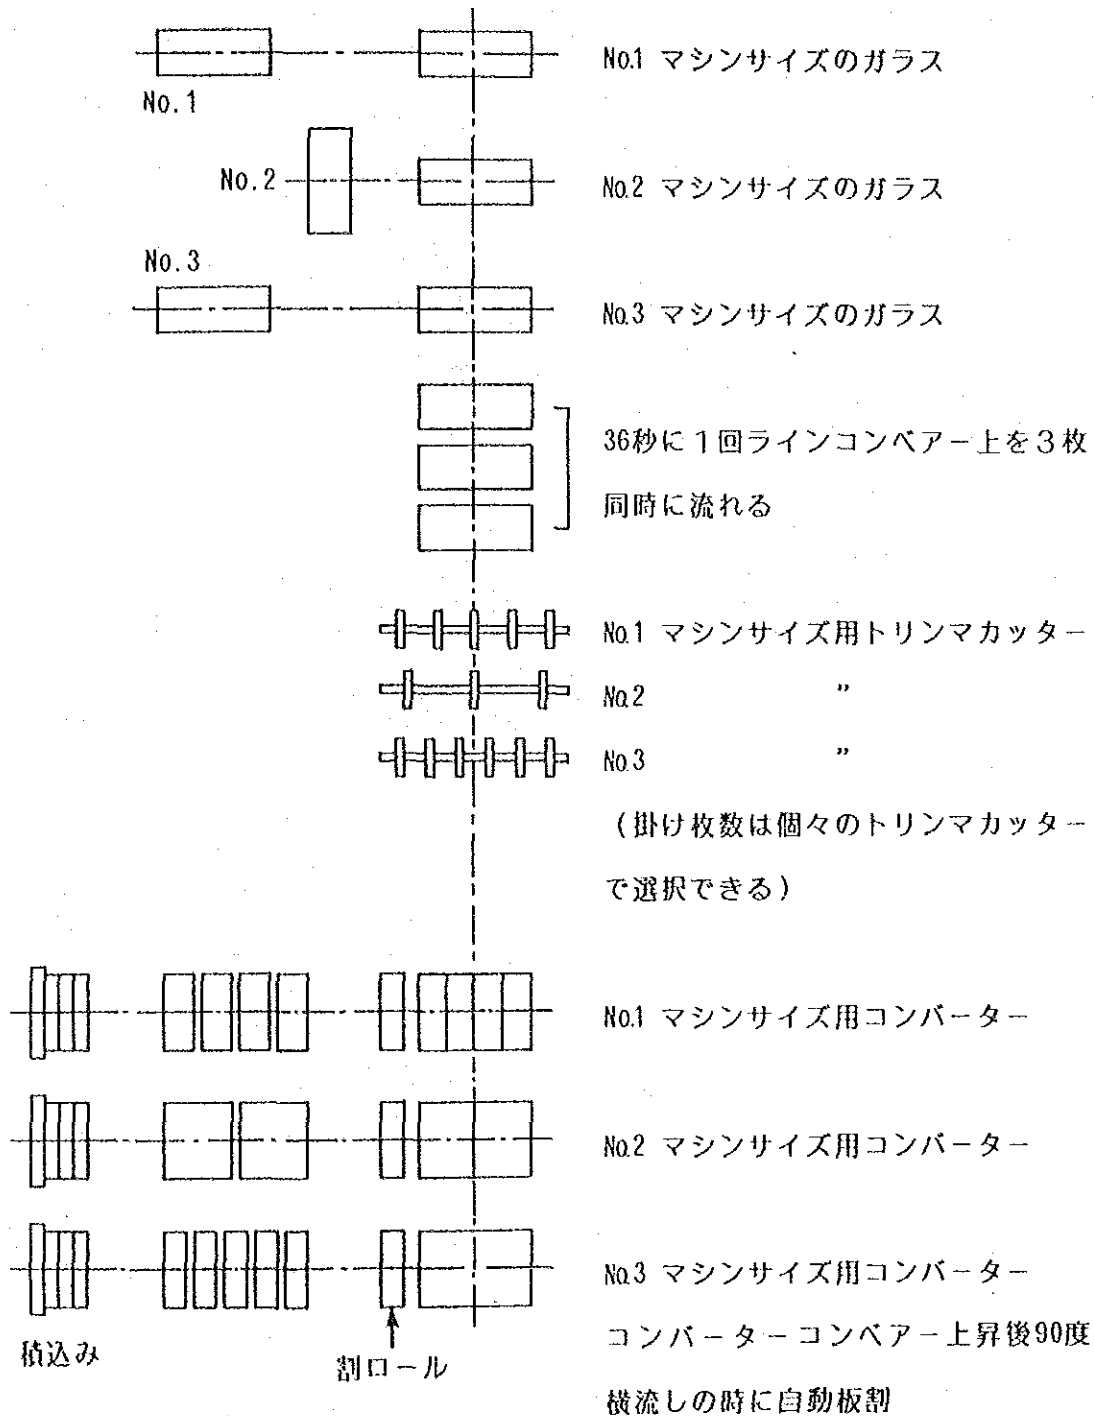 No.1 マシンサイズのガラス
No.1
No.2
No.2 マシンサイズのガラス
No.3
No.3 マシンサイズのガラス
36秒に1回ラインコンベアー上を3枚
同時に流れる
No.1 マシンサイズ用トリンマカッター
No.2 〃
No.3 〃
(掛け枚数は個々のトリンマカッター
で選択できる)
No.1 マシンサイズ用コンバーター
No.2 マシンサイズ用コンバーター
No.3 マシンサイズ用コンバーター
コンバーターコンベアー上昇後90度
横流しの時に自動板割
積込み
割ロール